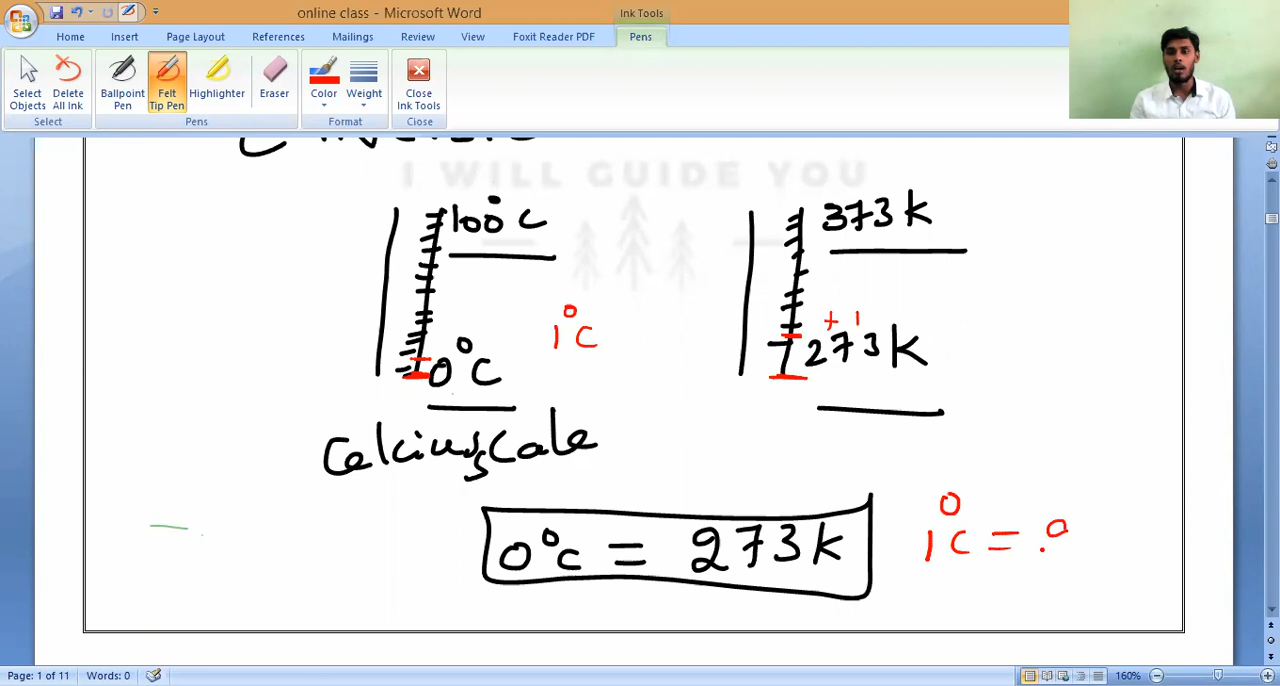 online class - Microsoft Word
Ink Tools
Home Insert Page Layout References Mailings Review View Foxit Reader PDF Pens
Select Objects
Delete All Ink
Ballpoint Pen
Felt Tip Pen
Highlighter
Eraser
Color
Weight
Close Ink Tools
Select Pens Format Close
I WILL GUIDE YOU
100°C
373K
1°C
+1
0°C
273K
Celcius scale
0°C = 273K
1°C = .0
Page: 1 of 11 Words: 0
160%